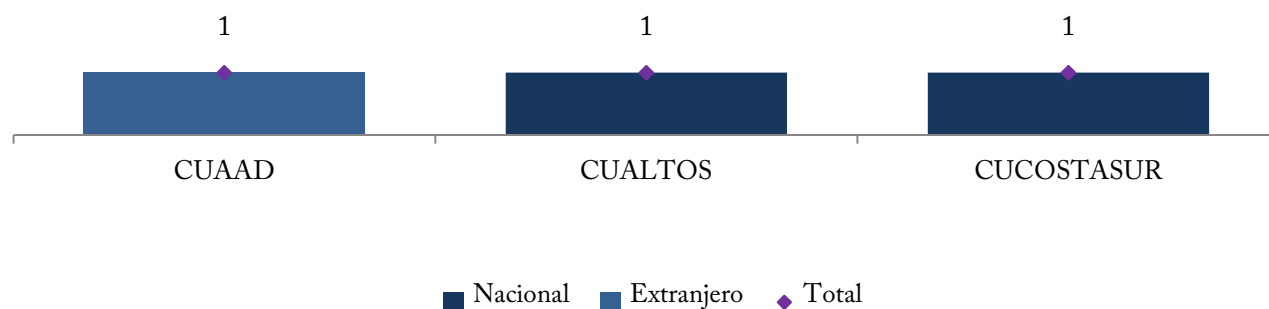 1 1 1
CUAAD CUALTOS CUCOSTASUR
Nacional Extranjero Total